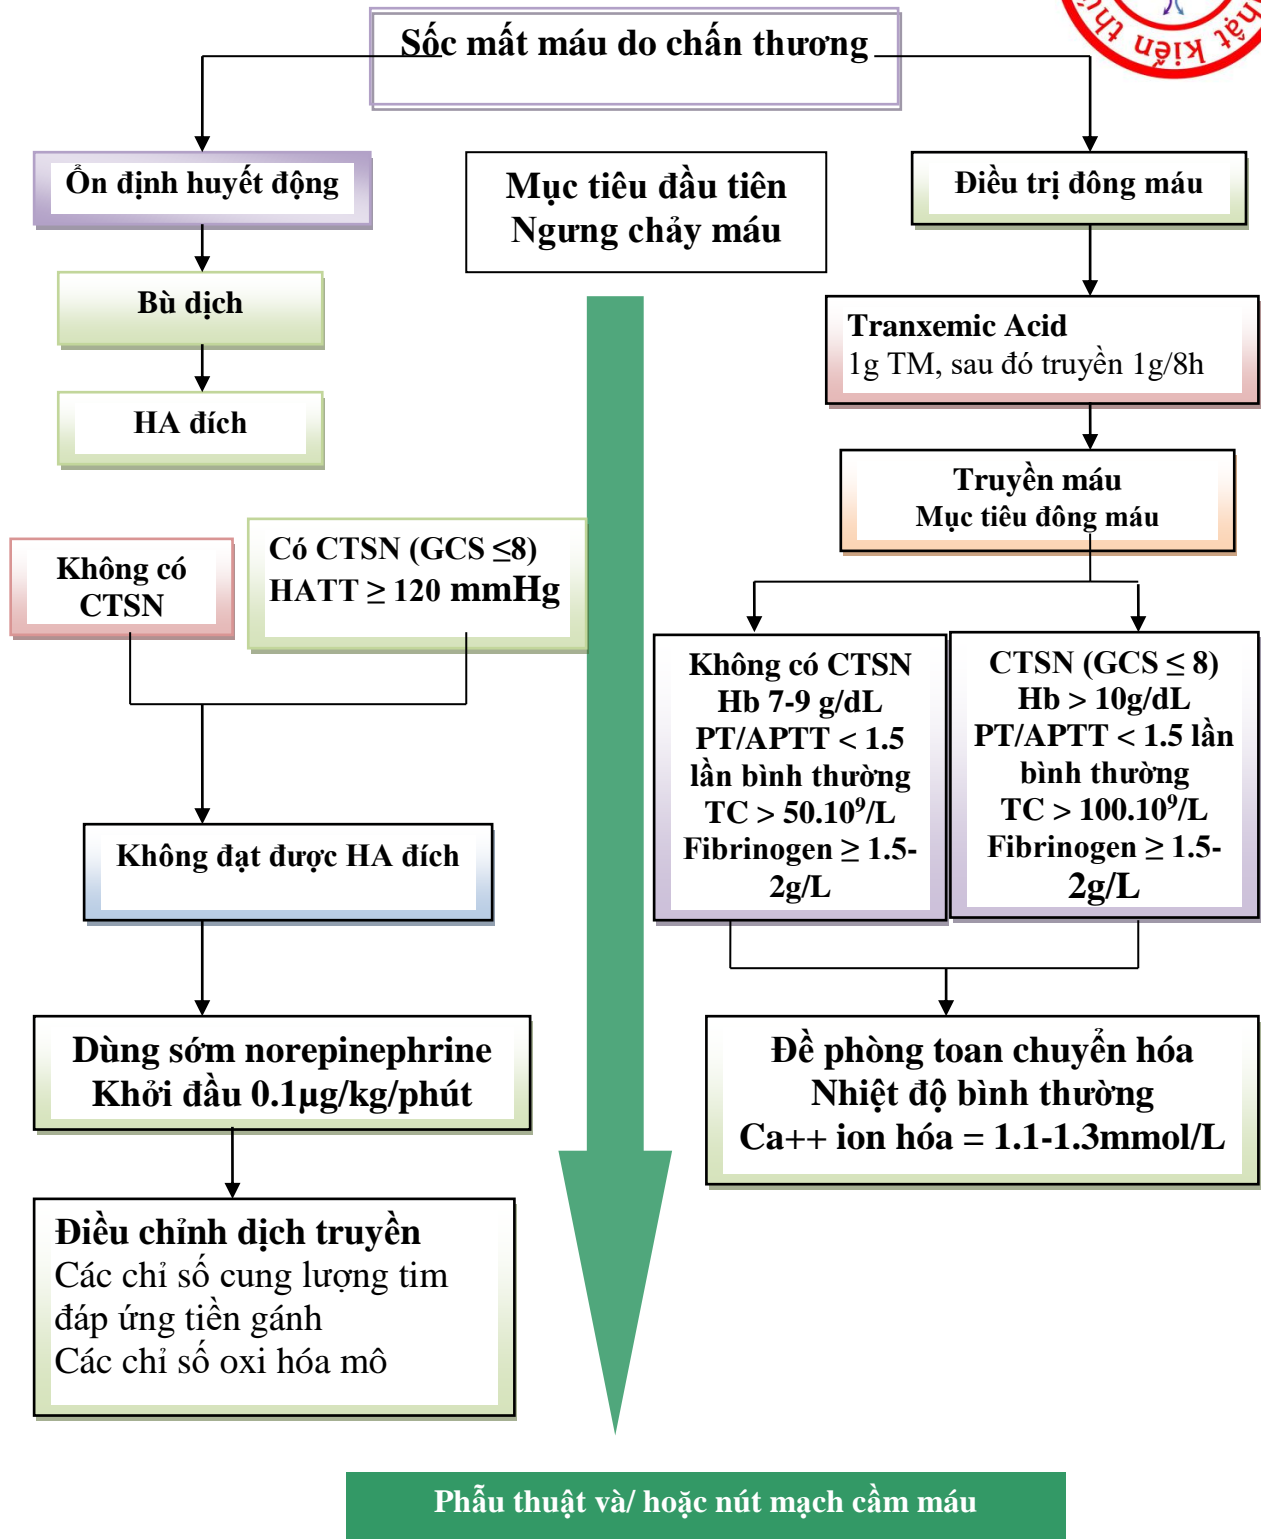 Sốc mất máu do chấn thương
hật kiến thứ
Ổn định huyết động
Mục tiêu đầu tiên
Ngưng chảy máu
Điều trị đông máu
Bù dịch
HA đích
Tranxemic Acid
1g TM, sau đó truyền 1g/8h
Truyền máu
Mục tiêu đông máu
Không có
CTSN
Có CTSN (GCS ≤8)
HATT ≥ 120 mmHg
Không có CTSN
Hb 7-9 g/dL
PT/APTT < 1.5
lần bình thường
TC > 50.10⁹/L
Fibrinogen ≥ 1.5-
2g/L
CTSN (GCS ≤ 8)
Hb > 10g/dL
PT/APTT < 1.5 lần
bình thường
TC > 100.10⁹/L
Fibrinogen ≥ 1.5-
2g/L
Không đạt được HA đích
Dùng sớm norepinephrine
Khởi đầu 0.1µg/kg/phút
Đề phòng toan chuyển hóa
Nhiệt độ bình thường
Ca++ ion hóa = 1.1-1.3mmol/L
Điều chỉnh dịch truyền
Các chỉ số cung lượng tim
đáp ứng tiền gánh
Các chỉ số oxi hóa mô
Phẫu thuật và/ hoặc nút mạch cầm máu